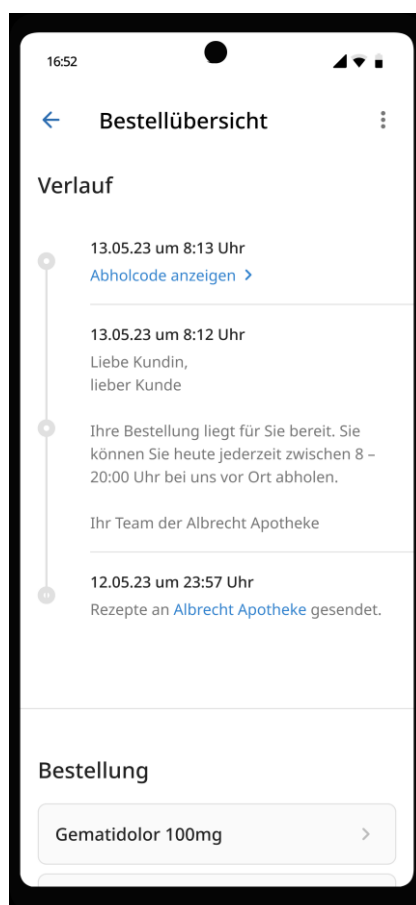 16:52
Bestellübersicht
Verlauf
13.05.23 um 8:13 Uhr
Abholcode anzeigen
13.05.23 um 8:12 Uhr
Liebe Kundin,
lieber Kunde
Ihre Bestellung liegt für Sie bereit. Sie
können Sie heute jederzeit zwischen 8 –
20:00 Uhr bei uns vor Ort abholen.
Ihr Team der Albrecht Apotheke
12.05.23 um 23:57 Uhr
Rezepte an Albrecht Apotheke gesendet.
Bestellung
Gematidolor 100mg